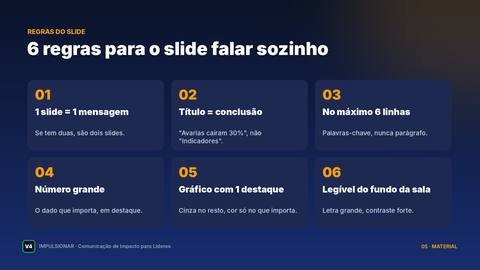 REGRAS DO SLIDE
6 regras para o slide falar sozinho
01
1 slide = 1 mensagem
Se tem duas, são dois slides.
02
Título = conclusão
"Avarias caíram 30%", não
"Indicadores".
03
No máximo 6 linhas
Palavras-chave, nunca parágrafo.
04
Número grande
O dado que importa, em destaque.
05
Gráfico com 1 destaque
Cinza no resto, cor só no que importa.
06
Legível do fundo da sala
Letra grande, contraste forte.
V4 IMPULSIONAR · Comunicação de Impacto para Líderes
05 · MATERIAL